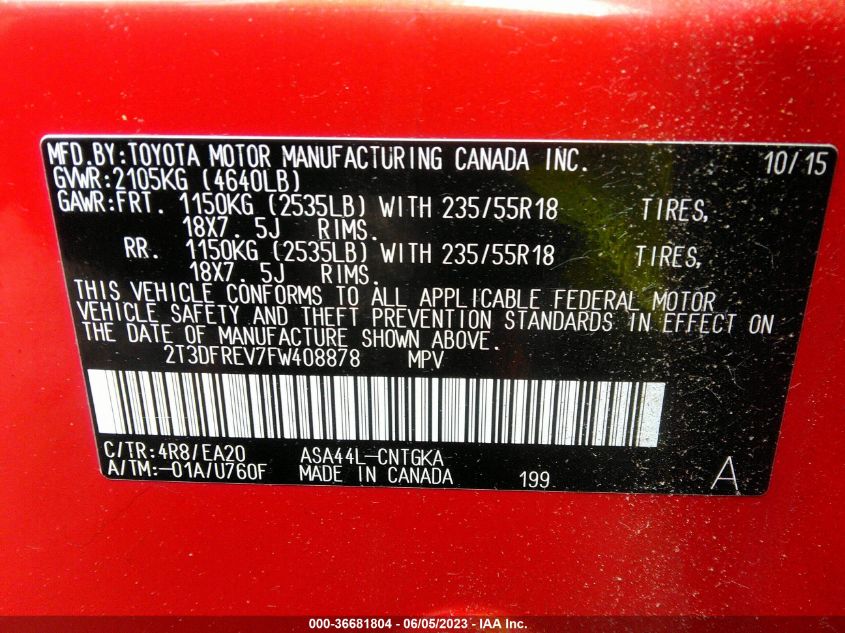 MFD.BY:TOYOTA MOTOR MANUFACTURING CANADA INC. 10/15
GVWR:2105KG (4640LB)
GAWR:FRT. 1150KG (2535LB) WITH 235/55R18 TIRES,
18X7.5J RIMS.
RR. 1150KG (2535LB) WITH 235/55R18 TIRES,
18X7.5J RIMS.
THIS VEHICLE CONFORMS TO ALL APPLICABLE FEDERAL MOTOR
VEHICLE SAFETY AND THEFT PREVENTION STANDARDS IN EFFECT ON
THE DATE OF MANUFACTURE SHOWN ABOVE.
2T3DFREV7FW408878 MPV
C/TR:4R8/EA20 ASA44L-CNTGKA
A/TM:-01A/U760F MADE IN CANADA 199 A
000-36681804 - 06/05/2023 - IAA Inc.